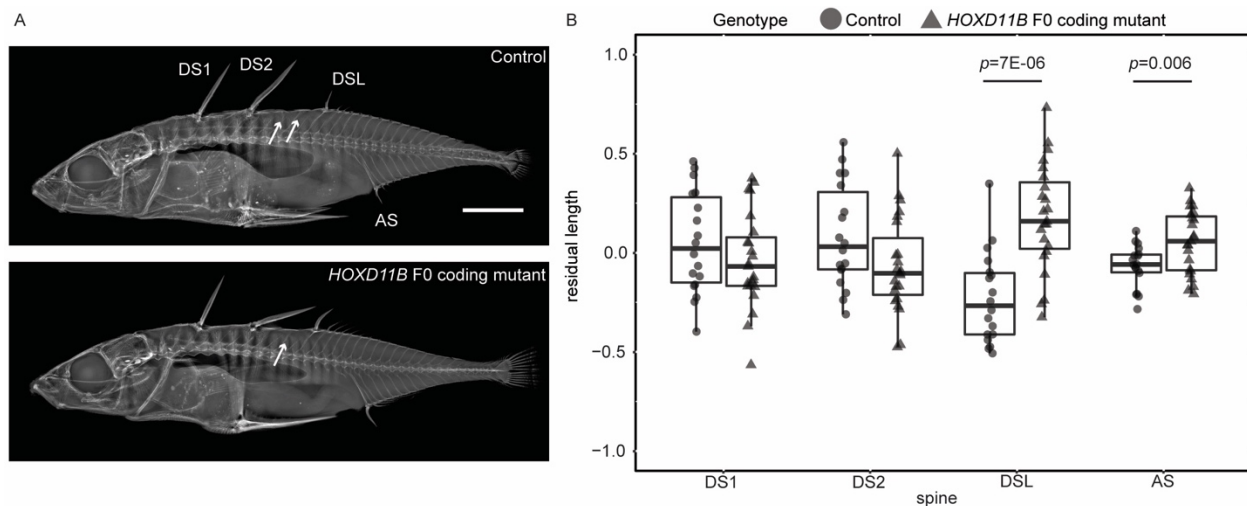 A
Control
DS1
DS2
DSL
AS
HOXD11B F0 coding mutant
B
Genotype Control HOXD11B F0 coding mutant
p=7E-06
p=0.006
1.0
0.5
0.0
−0.5
−1.0
residual length
DS1 DS2 DSL AS
spine